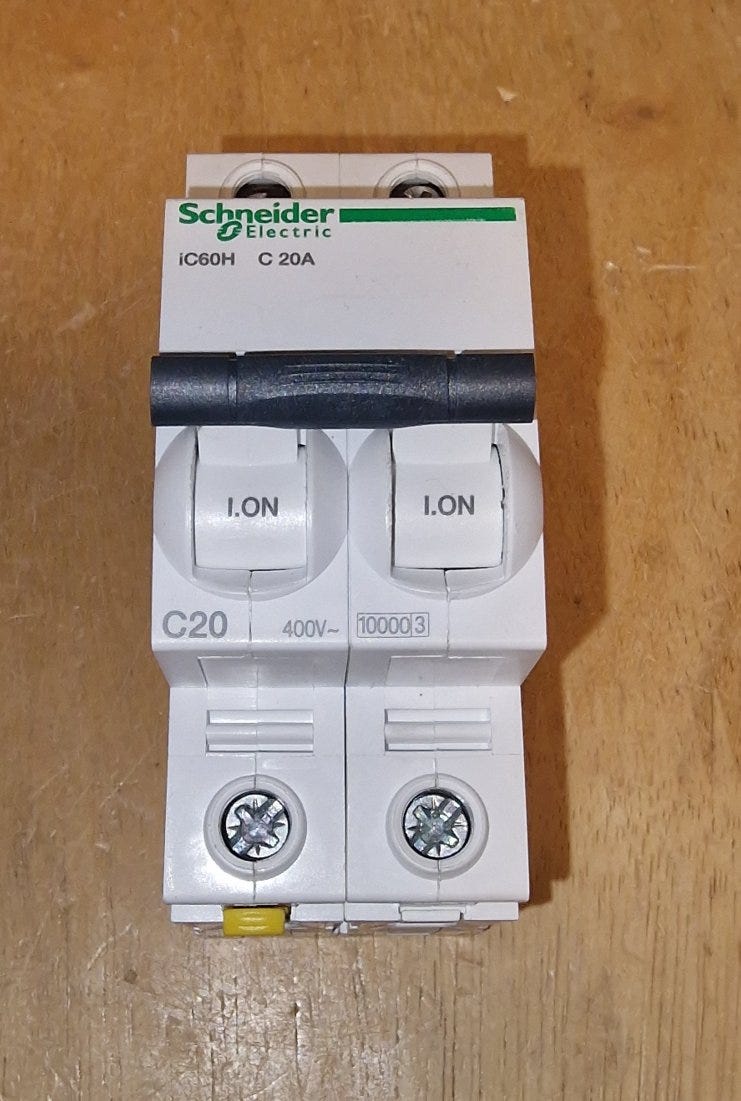 Schneider
Electric
iC60H C 20A
I.ON I.ON
C20 400V~ 10000 3